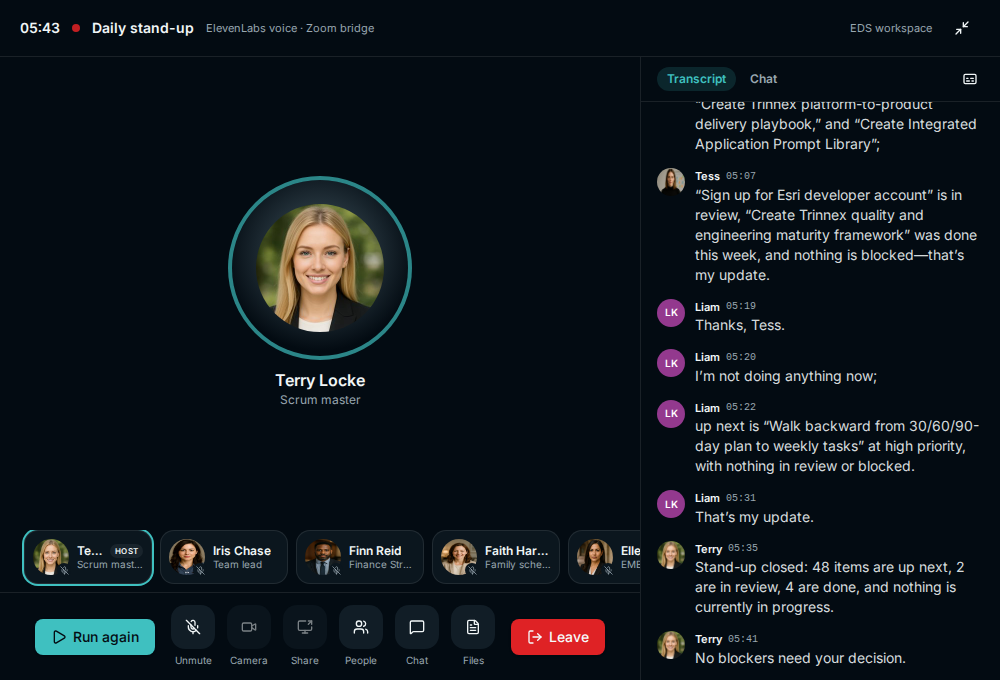 05:43 Daily stand-up ElevenLabs voice · Zoom bridge EDS workspace
Transcript Chat
“Create Trinnex platform-to-product
delivery playbook,” and “Create Integrated
Application Prompt Library”;
Tess 05:07
“Sign up for Esri developer account” is in
review, “Create Trinnex quality and
engineering maturity framework” was done
this week, and nothing is blocked—that’s
my update.
LK
Liam 05:19
Thanks, Tess.
LK
Liam 05:20
I’m not doing anything now;
LK
Liam 05:22
up next is “Walk backward from 30/60/90-
day plan to weekly tasks” at high priority,
with nothing in review or blocked.
LK
Liam 05:31
That’s my update.
Terry 05:35
Stand-up closed: 48 items are up next, 2
are in review, 4 are done, and nothing is
currently in progress.
Terry 05:41
No blockers need your decision.
Terry Locke
Scrum master
Te... HOST
Scrum mast...
Iris Chase
Team lead
Finn Reid
Finance Str...
Faith Har...
Family sche...
Elle
EME
Run again
Unmute
Camera
Share
People
Chat
Files
Leave